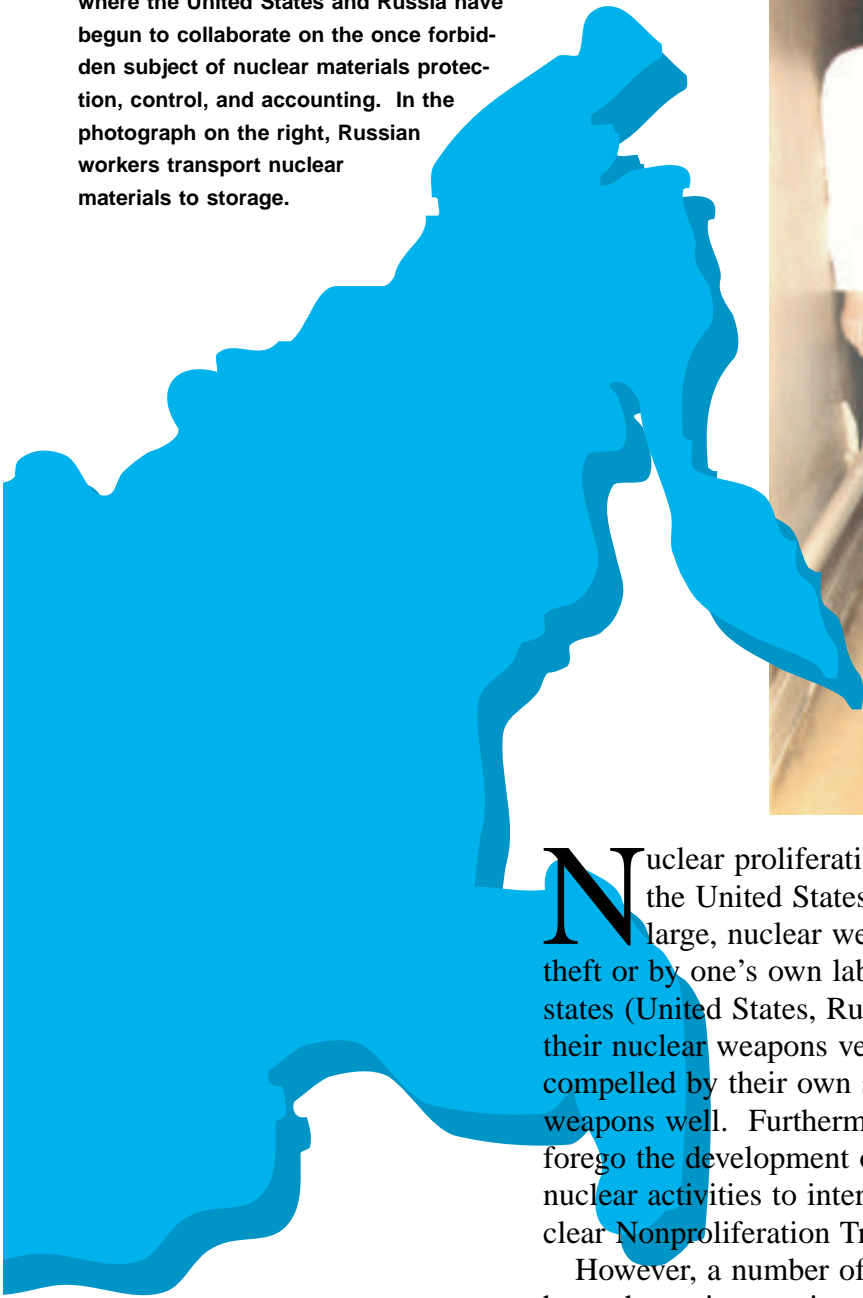 where the United States and Russia have
begun to collaborate on the once forbid-
den subject of nuclear materials protec-
tion, control, and accounting. In the
photograph on the right, Russian
workers transport nuclear
materials to storage.
Nuclear proliferati
the United States
large, nuclear we
theft or by one's own lab
states (United States, Ru
their nuclear weapons ve
compelled by their own
weapons well. Furtherm
forego the development
nuclear activities to inter
clear Nonproliferation Tr
However, a number of